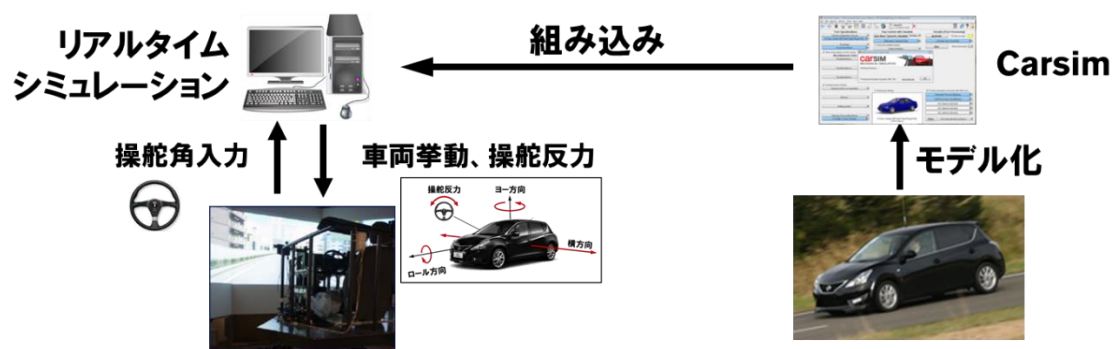 リアルタイム
シミュレーション
組み込み
CarSIM
Carsim
操舵角入力
車両挙動、操舵反力
モデル化
操舵反力
ヨー方向
横方向
ロール方向